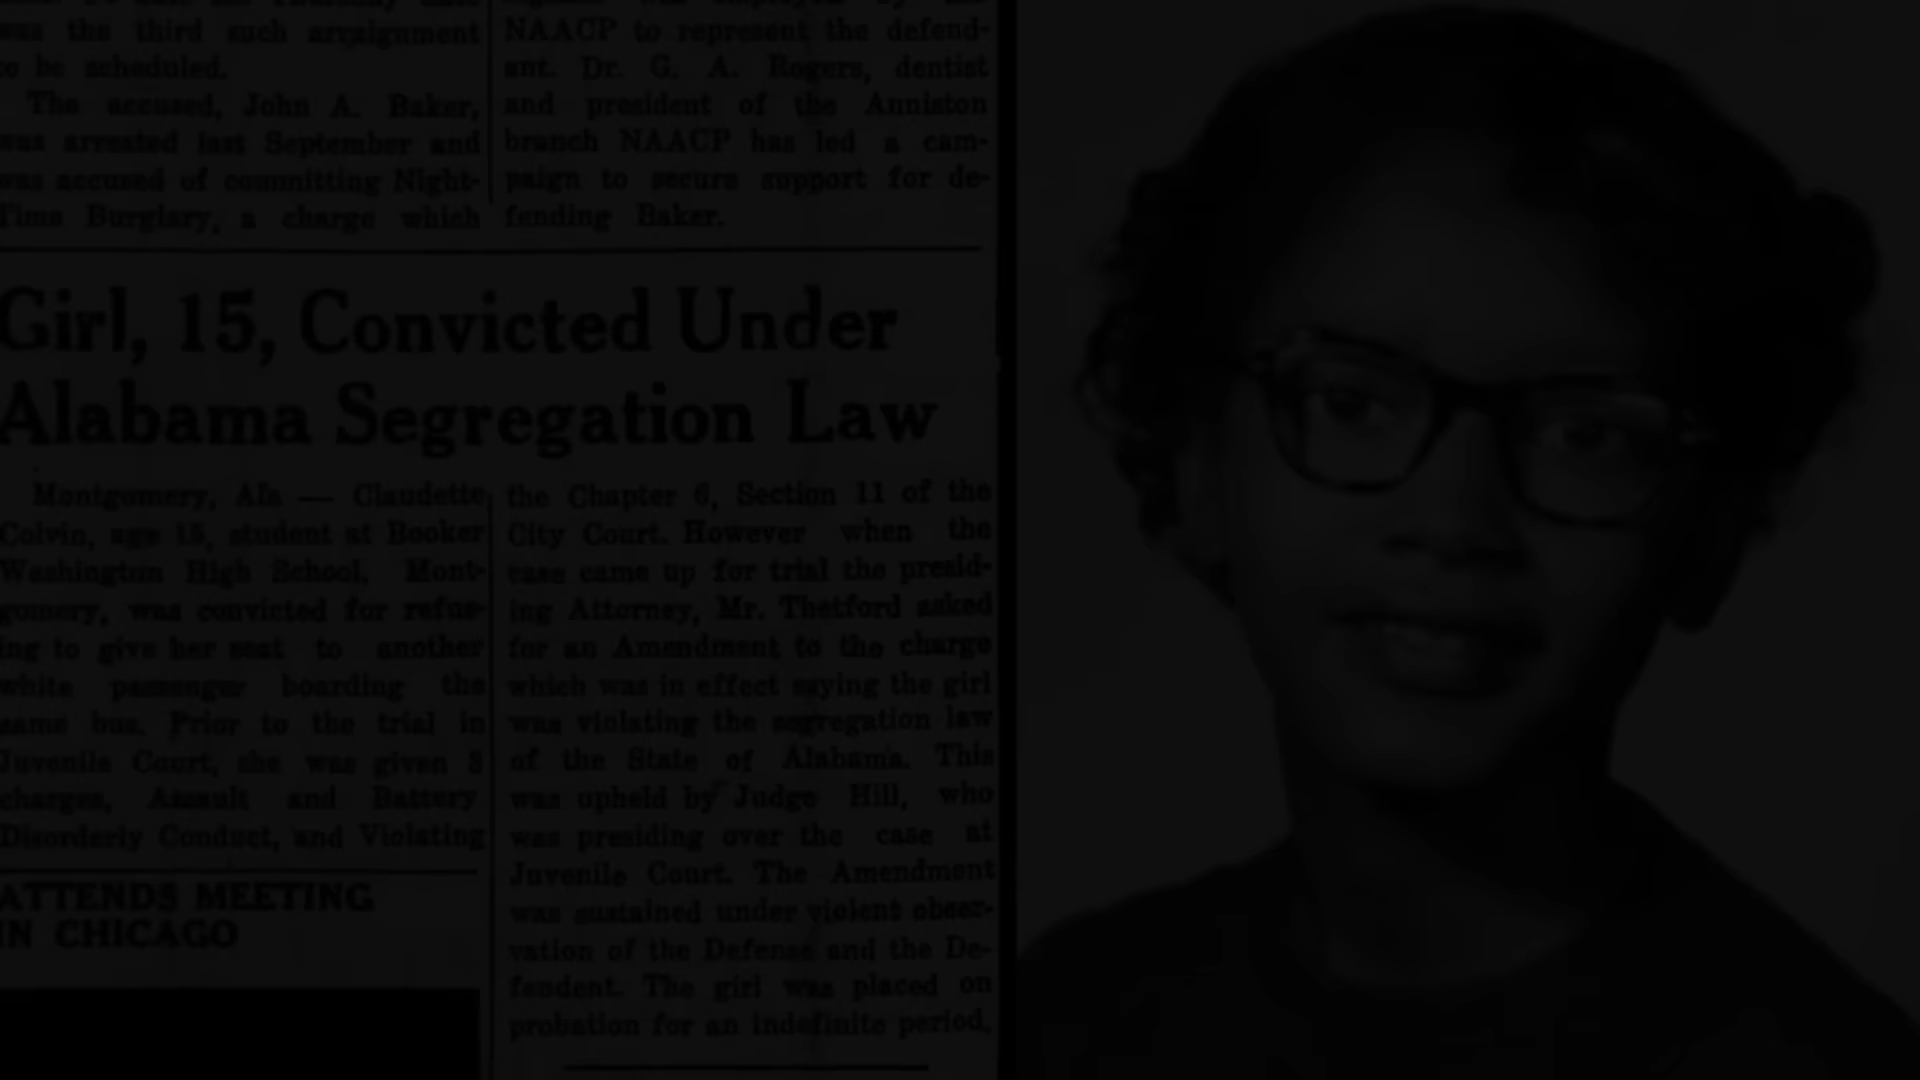 was the third such arraignment
to be scheduled.
The accused, John A. Baker,
was arrested last September and
was accused of committing Night-
Time Burglary, a charge which
NAACP to represent the defend-
ant. Dr. G. A. Rogers, dentist
and president of the Anniston
branch NAACP has led a cam-
paign to secure support for de-
fending Baker.
Girl, 15, Convicted Under
Alabama Segregation Law
Montgomery, Ala — Claudette
Colvin, age 15, student at Booker
Washington High School, Mont-
gomery, was convicted for refus-
ing to give her seat to another
white passenger boarding the
same bus. Prior to the trial in
Juvenile Court, she was given 3
charges, Assault and Battery
Disorderly Conduct, and Violating
the Chapter 6, Section 11 of the
City Court. However when the
case came up for trial the presid-
ing Attorney, Mr. Thetford asked
for an Amendment to the charge
which was in effect saying the girl
was violating the segregation law
of the State of Alabama. This
was upheld by Judge Hill, who
was presiding over the case at
Juvenile Court. The Amendment
was sustained under violent obser-
vation of the Defense and the De-
fendent. The girl was placed on
probation for an indefinite period.
ATTENDS MEETING
IN CHICAGO